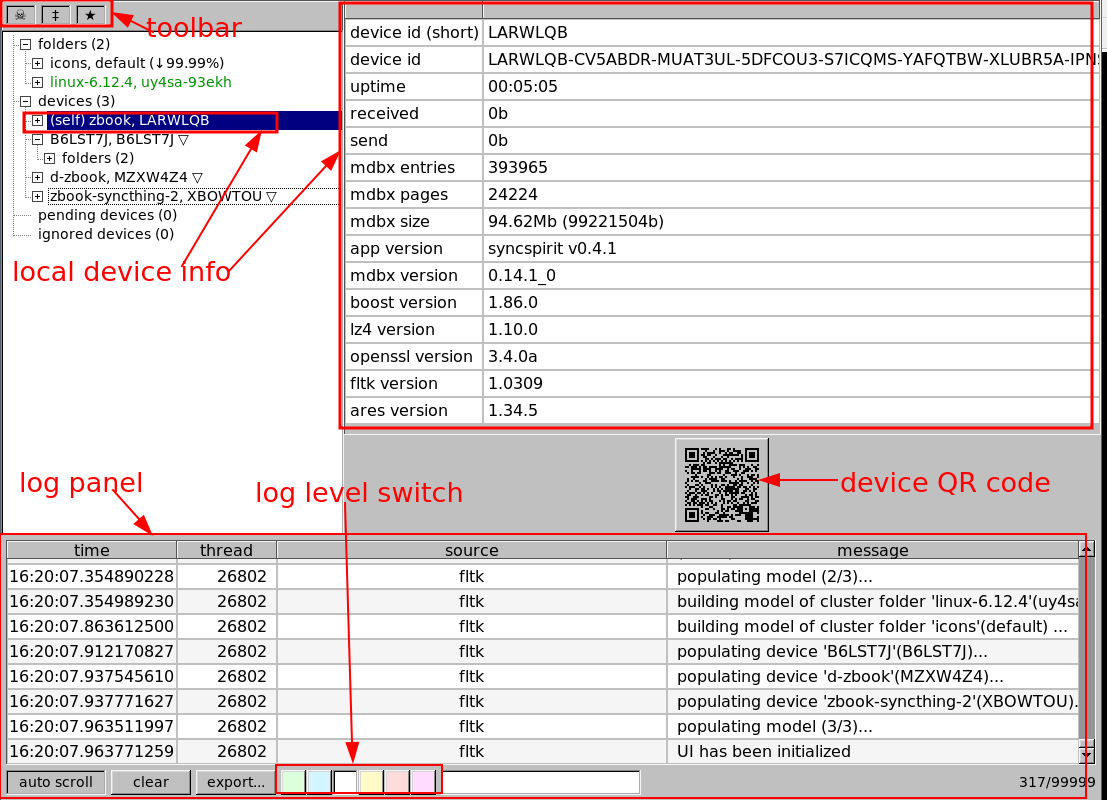 ☠ ‡ ★
toolbar
folders (2)
icons, default (↓99.99%)
linux-6.12.4, uy4sa-93ekh
devices (3)
(self) zbook, LARWLQB
B6LST7J, B6LST7J ▽
folders (2)
d-zbook, MZXW4Z4 ▽
zbook-syncthing-2, XBOWTOU ▽
pending devices (0)
ignored devices (0)
local device info
device id (short) LARWLQB
device id LARWLQB-CV5ABDR-MUAT3UL-5DFCOU3-S7ICQMS-YAFQTBW-XLUBR5A-IPN
uptime 00:05:05
received 0b
send 0b
mdbx entries 393965
mdbx pages 24224
mdbx size 94.62Mb (99221504b)
app version syncspirit v0.4.1
mdbx version 0.14.1_0
boost version 1.86.0
lz4 version 1.10.0
openssl version 3.4.0a
fltk version 1.0309
ares version 1.34.5
log panel
log level switch
device QR code
time thread source message
16:20:07.354890228 26802 fltk populating model (2/3)...
16:20:07.354989230 26802 fltk building model of cluster folder 'linux-6.12.4'(uy4sa
16:20:07.863612500 26802 fltk building model of cluster folder 'icons'(default) ...
16:20:07.912170827 26802 fltk populating device 'B6LST7J'(B6LST7J)...
16:20:07.937545610 26802 fltk populating device 'd-zbook'(MZXW4Z4)...
16:20:07.937771627 26802 fltk populating device 'zbook-syncthing-2'(XBOWTOU).
16:20:07.963511997 26802 fltk populating model (3/3)...
16:20:07.963771259 26802 fltk UI has been initialized
auto scroll clear export... 317/99999